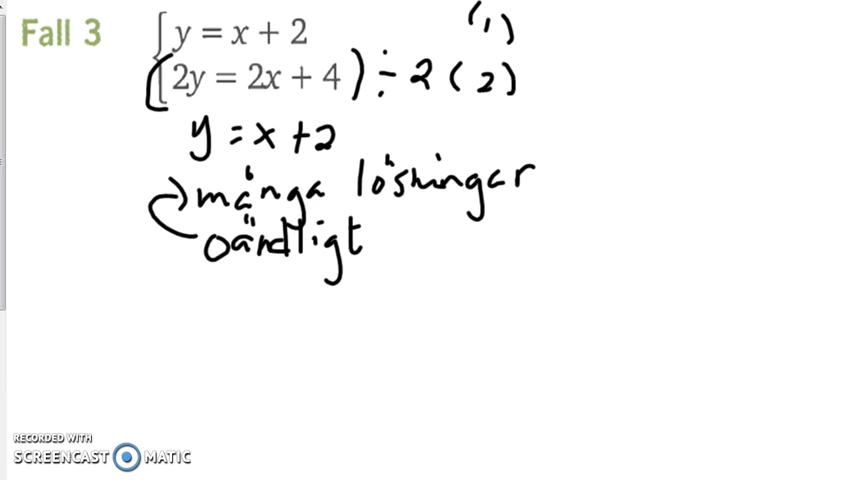 Fall 3
y = x + 2 (1)
2y = 2x + 4) ÷ 2 (2)
y = x + 2
många lösningar
oändligt
RECORDED WITH
SCREENCAST MATIC